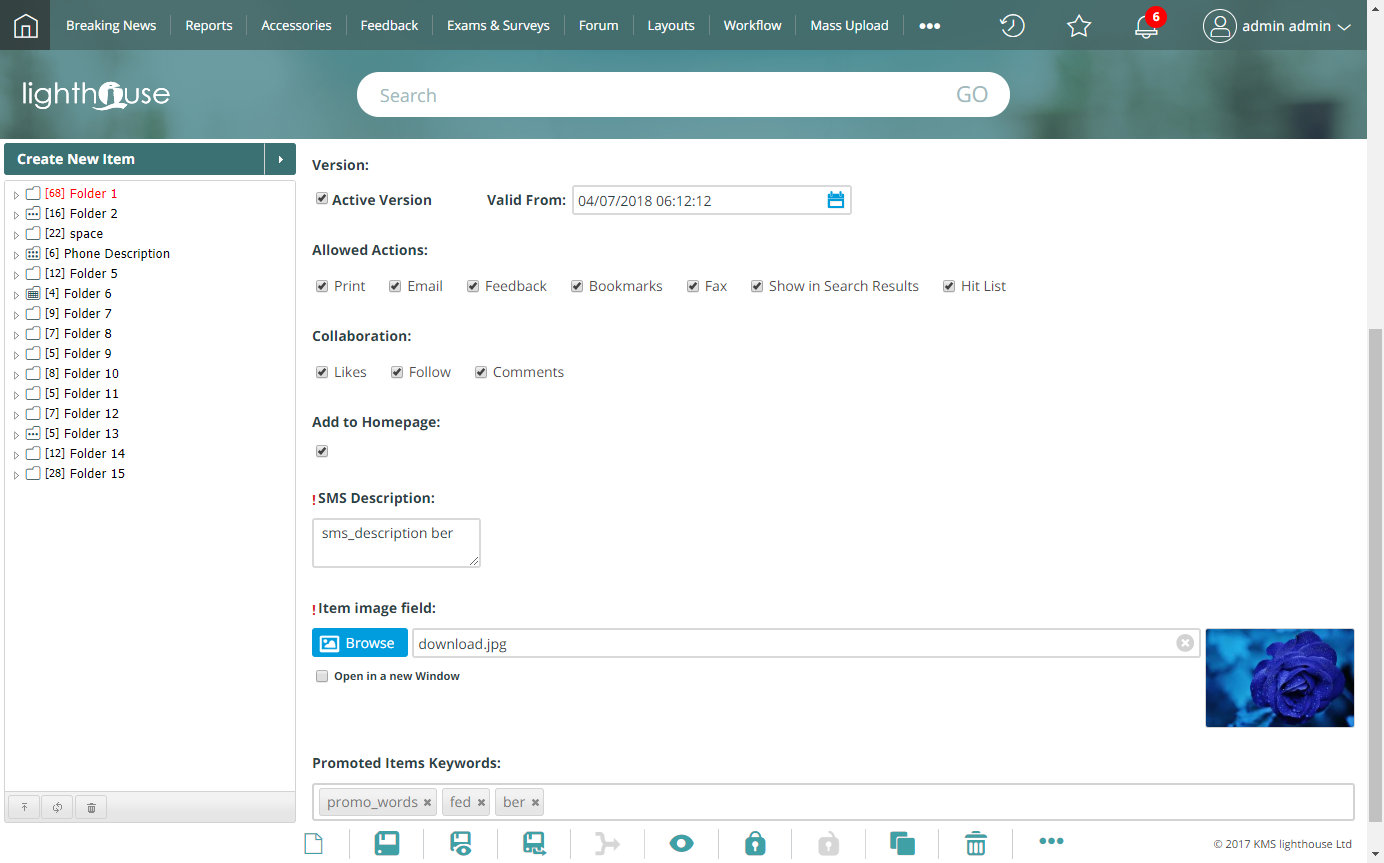 Breaking News Reports Accessories Feedback Exams & Surveys Forum Layouts Workflow Mass Upload ••• 6 admin admin
lighthouse Search GO
Create New Item
[68] Folder 1
[16] Folder 2
[22] space
[6] Phone Description
[12] Folder 5
[4] Folder 6
[9] Folder 7
[7] Folder 8
[5] Folder 9
[8] Folder 10
[5] Folder 11
[7] Folder 12
[5] Folder 13
[12] Folder 14
[28] Folder 15
Version:
Active Version Valid From: 04/07/2018 06:12:12
Allowed Actions:
Print Email Feedback Bookmarks Fax Show in Search Results Hit List
Collaboration:
Likes Follow Comments
Add to Homepage:
! SMS Description:
sms_description ber
! Item image field:
Browse download.jpg
Open in a new Window
Promoted Items Keywords:
promo_words fed ber
© 2017 KMS lighthouse Ltd